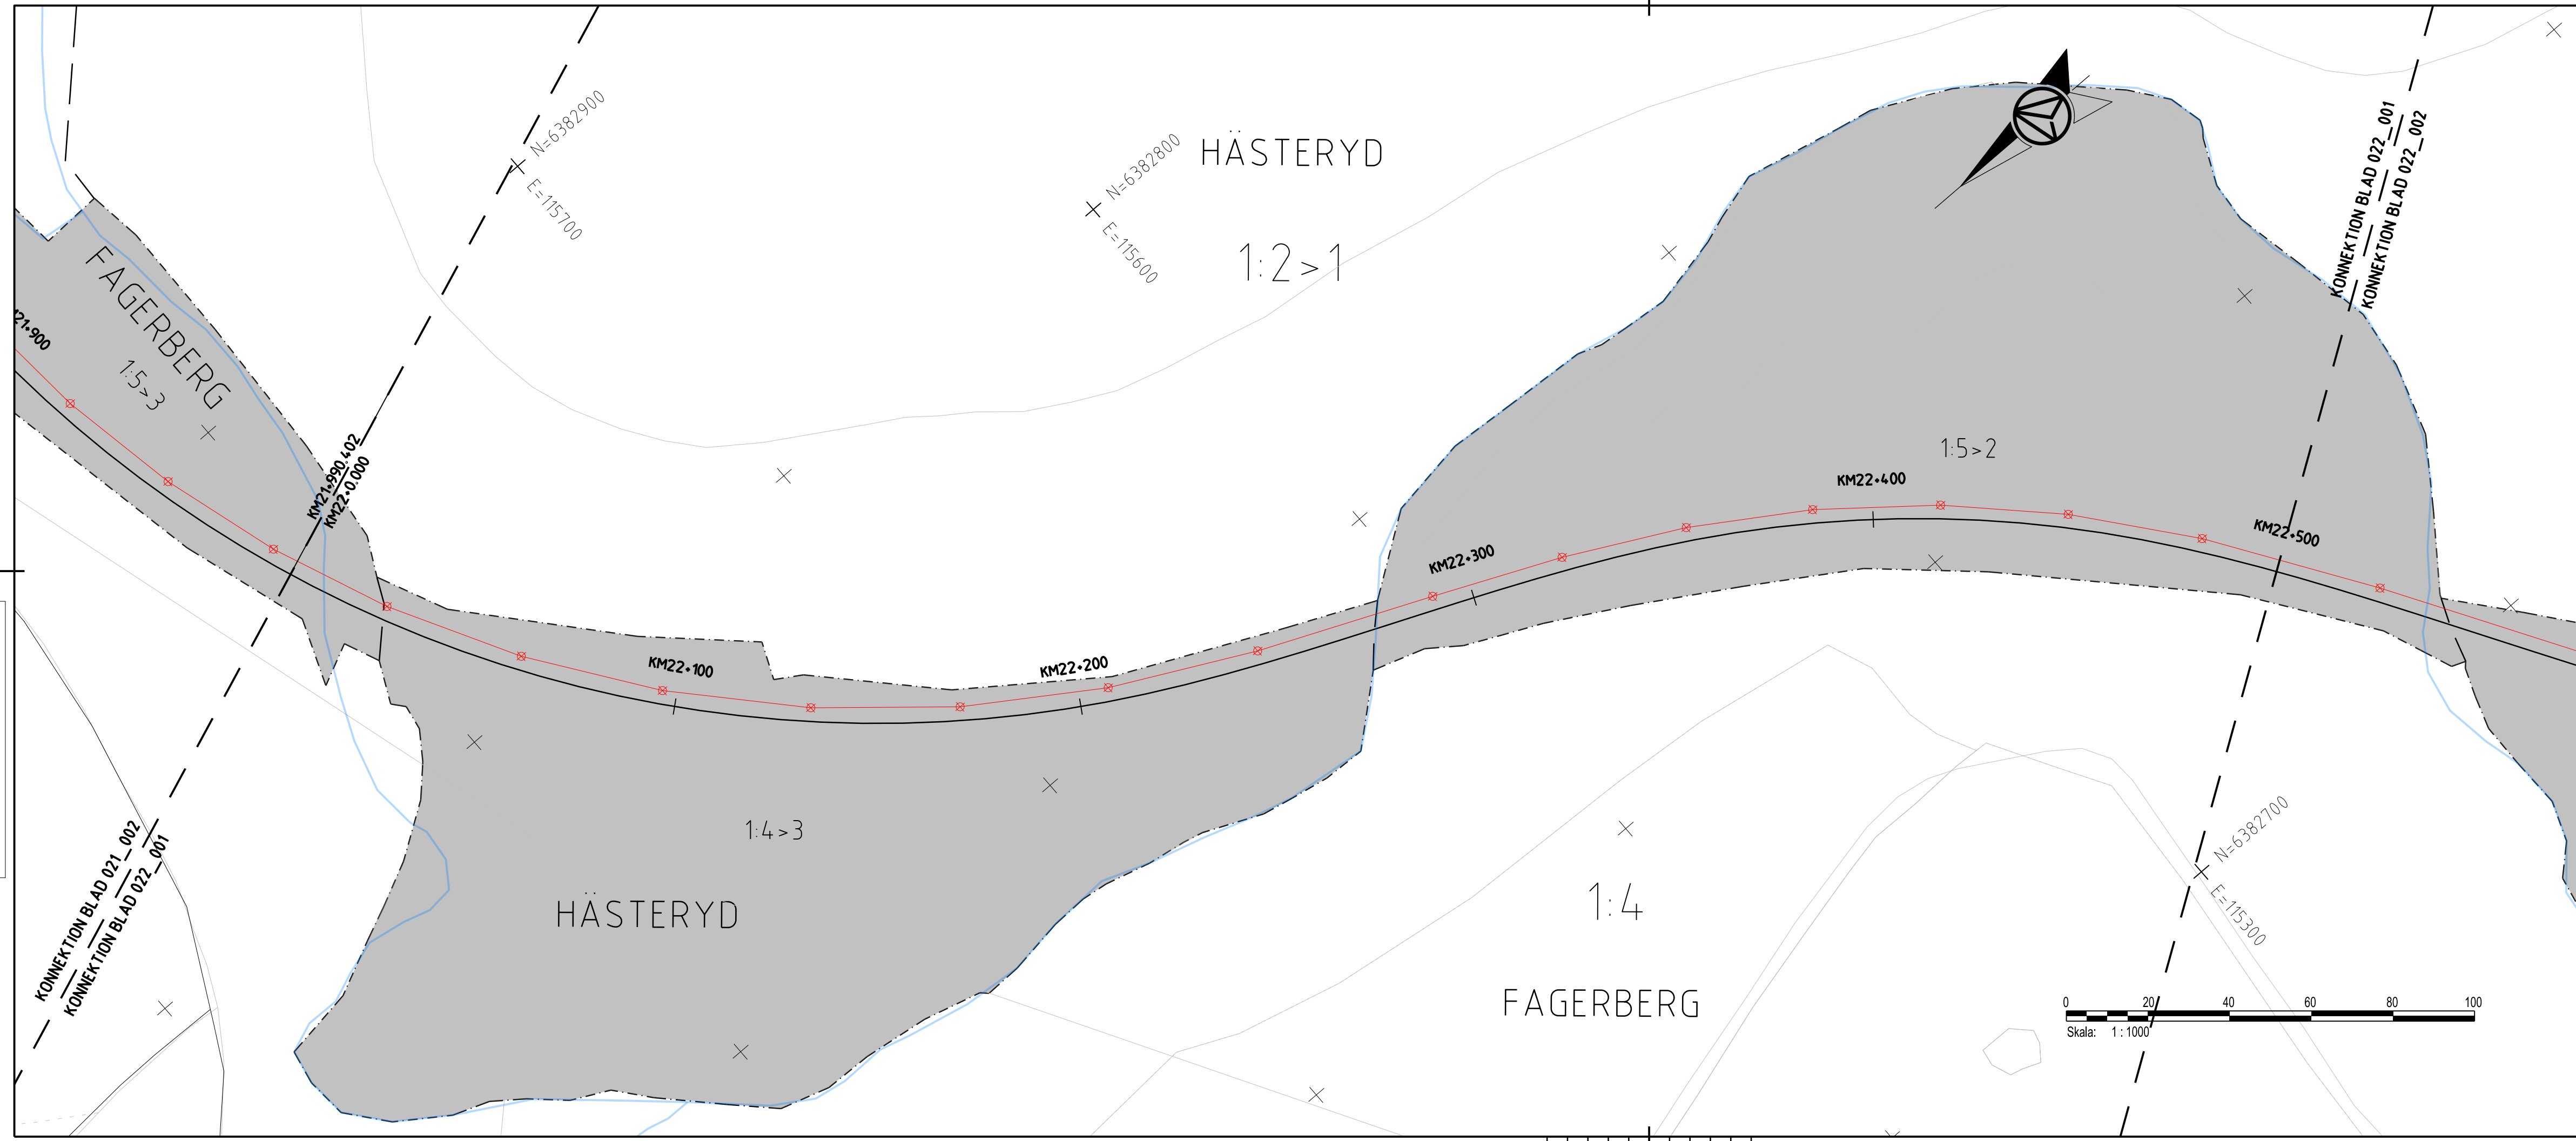 N=6382900
E=115700
N=6382800
E=115600
HÄSTERYD
1:2>1
KONNEKTION BLAD 022_001
KONNEKTION BLAD 022_002
FAGERBERG
1:5>3
21+900
KM21+990.402
KM22+0.000
1:5>2
KM22+100
KM22+200
KM22+300
KM22+400
KM22+500
1:4>3
HÄSTERYD
1:4
FAGERBERG
KONNEKTION BLAD 021_002
KONNEKTION BLAD 022_001
N=6382700
E=115300
0 20 40 60 80 100
Skala: 1 : 1000